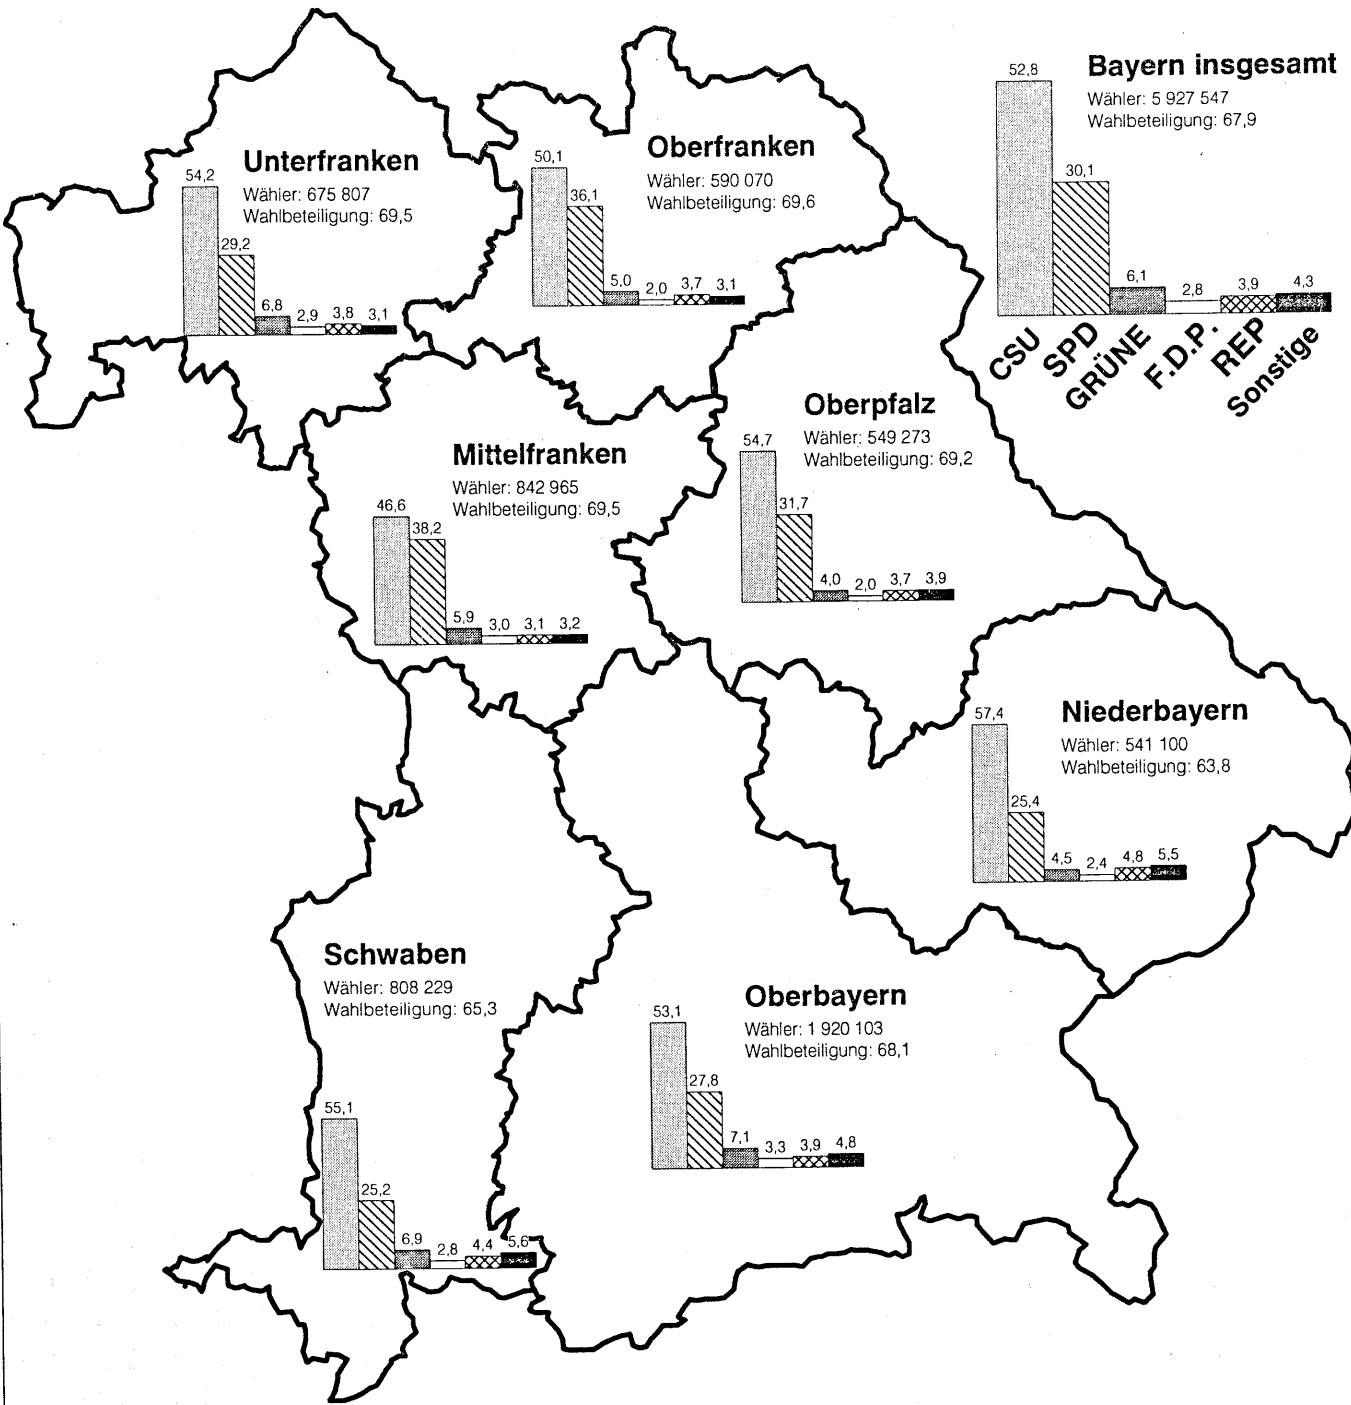 Bayern insgesamt
Wähler: 5 927 547
Wahlbeteiligung: 67,9
52,8
30,1
6,1
2,8
3,9
4,3
CSU
SPD
GRÜNE
F.D.P.
REP
Sonstige
Unterfranken
Wähler: 675 807
Wahlbeteiligung: 69,5
54,2
29,2
6,8
2,9
3,8
3,1
Oberfranken
Wähler: 590 070
Wahlbeteiligung: 69,6
50,1
36,1
5,0
2,0
3,7
3,1
Mittelfranken
Wähler: 842 965
Wahlbeteiligung: 69,5
46,6
38,2
5,9
3,0
3,1
3,2
Oberpfalz
Wähler: 549 273
Wahlbeteiligung: 69,2
54,7
31,7
4,0
2,0
3,7
3,9
Niederbayern
Wähler: 541 100
Wahlbeteiligung: 63,8
57,4
25,4
4,5
2,4
4,8
5,5
Schwaben
Wähler: 808 229
Wahlbeteiligung: 65,3
55,1
25,2
6,9
2,8
4,4
5,6
Oberbayern
Wähler: 1 920 103
Wahlbeteiligung: 68,1
53,1
27,8
7,1
3,3
3,9
4,8